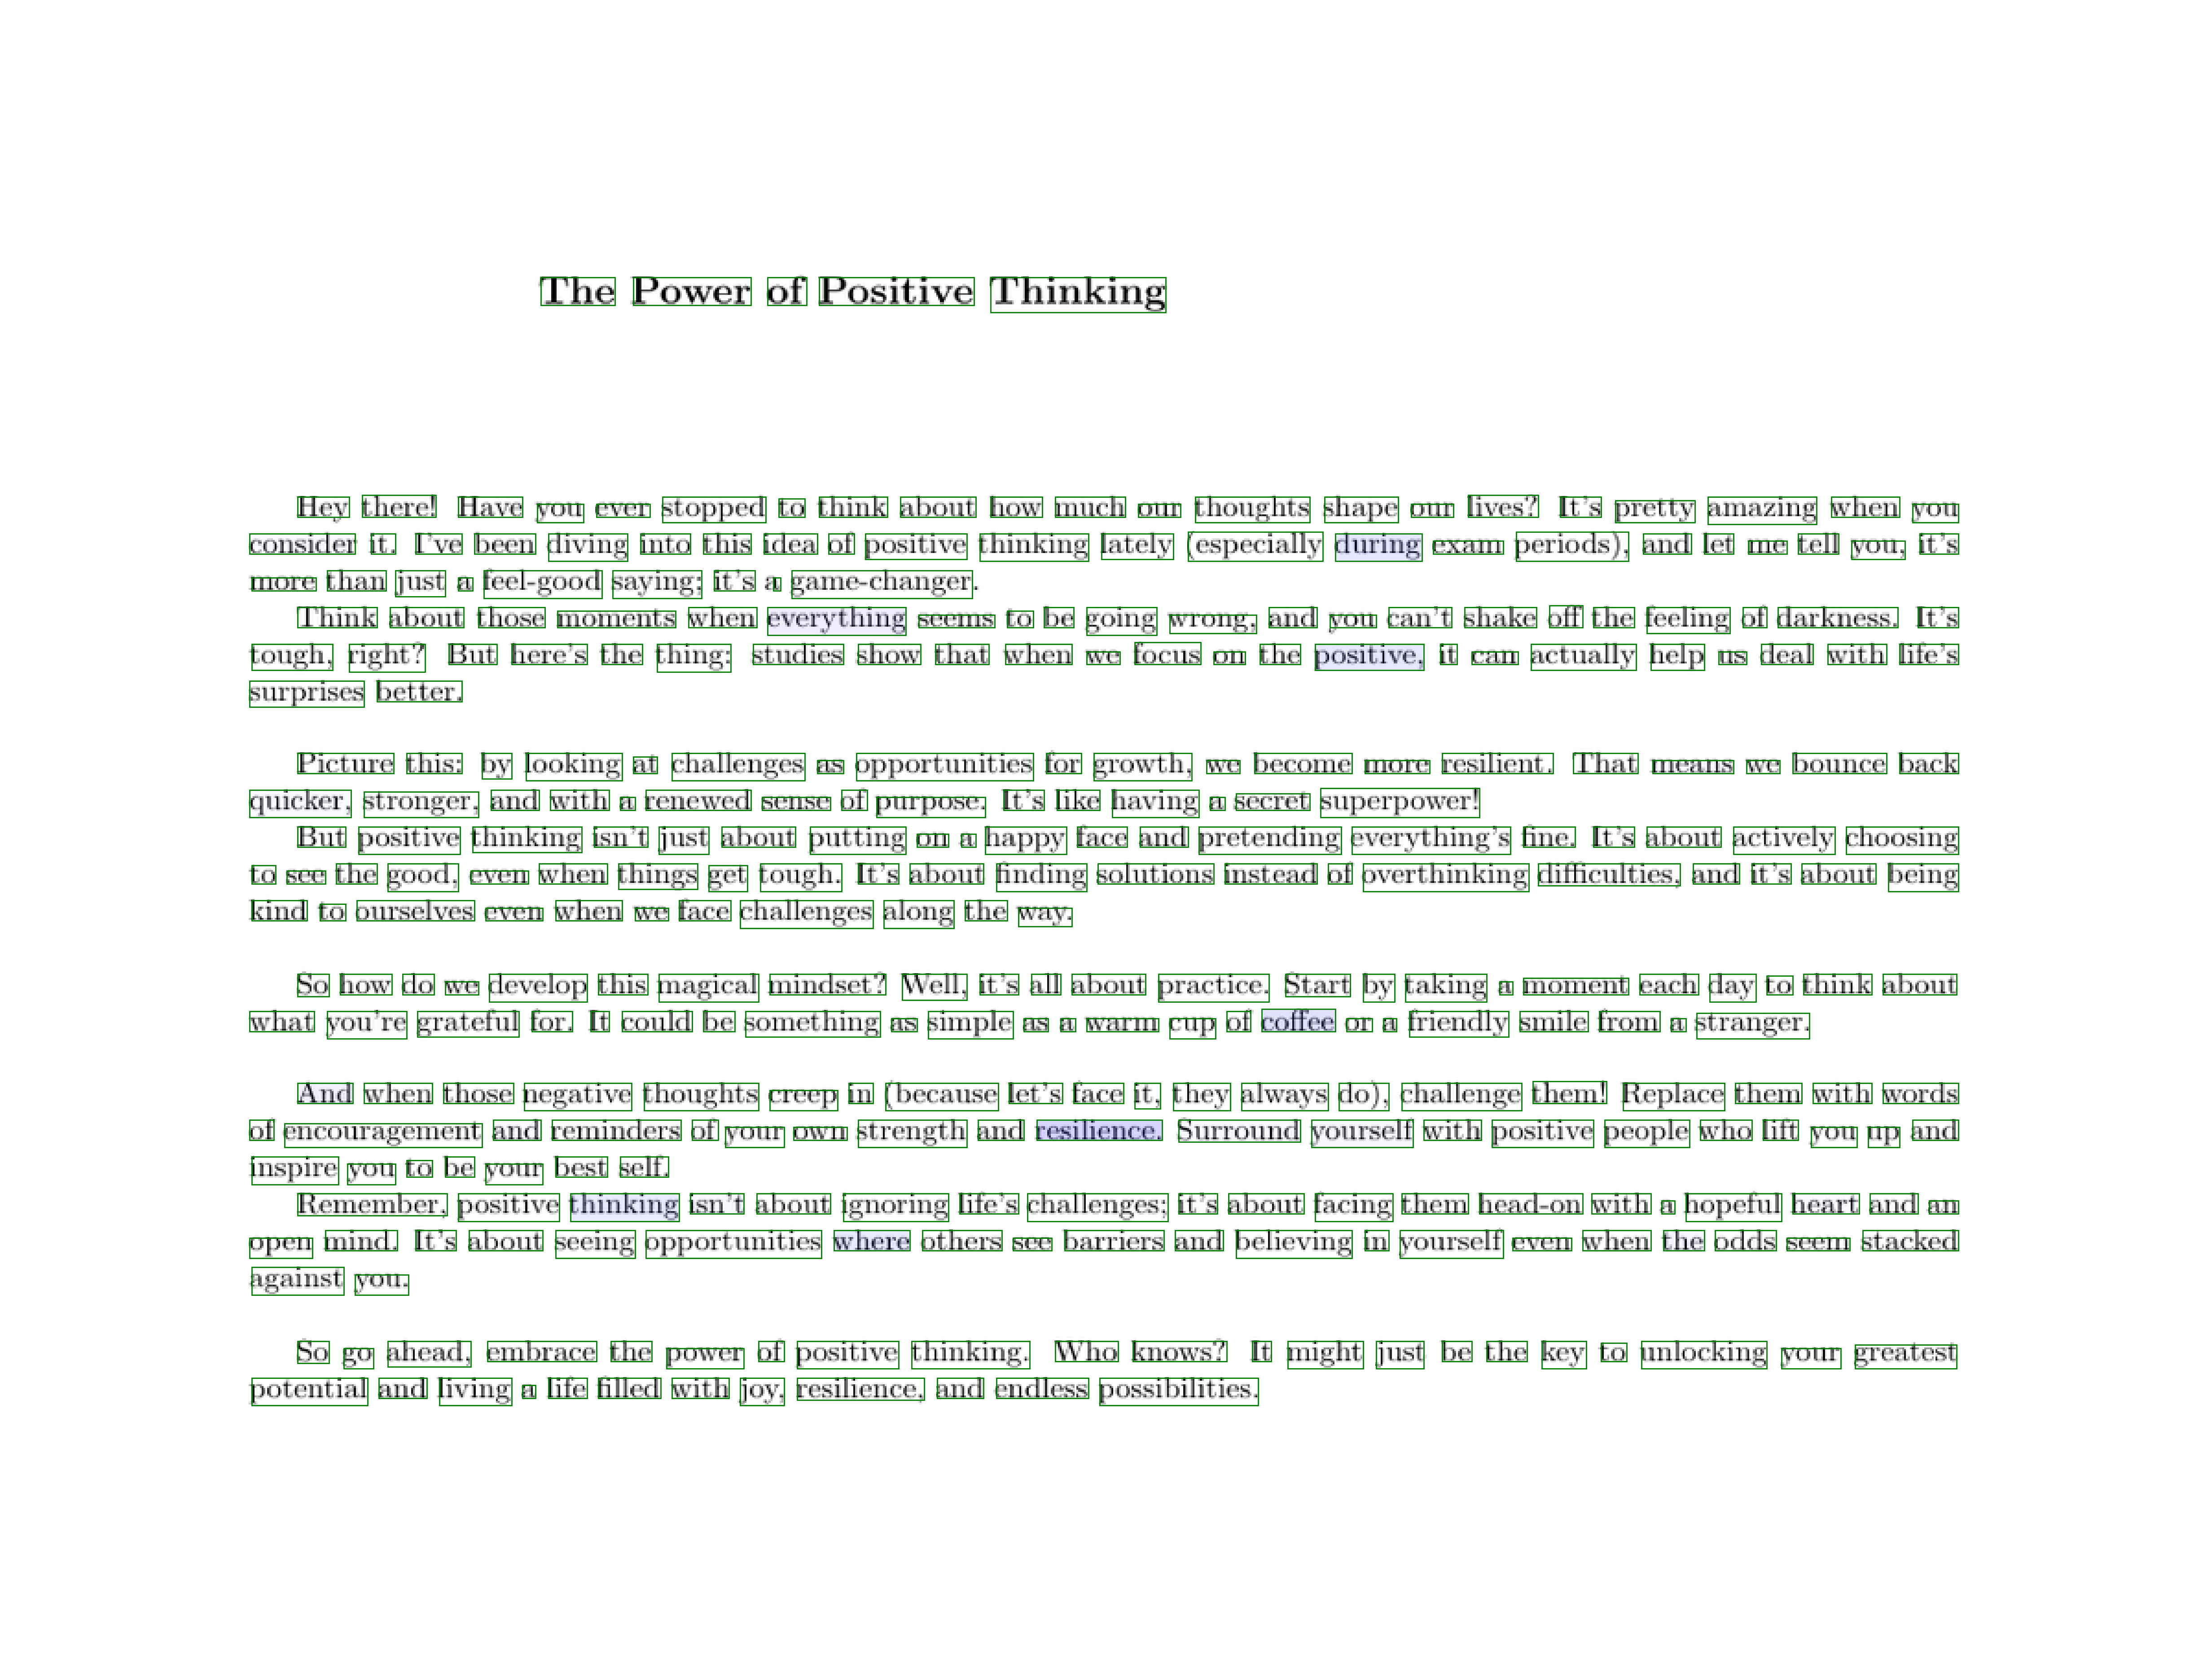 The Power of Positive Thinking
Hey there! Have you ever stopped to think about how much our thoughts shape our lives? It's pretty amazing when you
consider it. I've been diving into this idea of positive thinking lately (especially during exam periods), and let me tell you, it's
more than just a feel-good saying; it's a game-changer.
Think about those moments when everything seems to be going wrong, and you can't shake off the feeling of darkness. It's
tough, right? But here's the thing: studies show that when we focus on the positive, it can actually help us deal with life's
surprises better.
Picture this: by looking at challenges as opportunities for growth, we become more resilient. That means we bounce back
quicker, stronger, and with a renewed sense of purpose. It's like having a secret superpower!
But positive thinking isn't just about putting on a happy face and pretending everything's fine. It's about actively choosing
to see the good, even when things get tough. It's about finding solutions instead of overthinking difficulties, and it's about being
kind to ourselves even when we face challenges along the way.
So how do we develop this magical mindset? Well, it's all about practice. Start by taking a moment each day to think about
what you're grateful for. It could be something as simple as a warm cup of coffee or a friendly smile from a stranger.
And when those negative thoughts creep in (because let's face it, they always do), challenge them! Replace them with words
of encouragement and reminders of your own strength and resilience. Surround yourself with positive people who lift you up and
inspire you to be your best self.
Remember, positive thinking isn't about ignoring life's challenges; it's about facing them head-on with a hopeful heart and an
open mind. It's about seeing opportunities where others see barriers and believing in yourself even when the odds seem stacked
against you.
So go ahead, embrace the power of positive thinking. Who knows? It might just be the key to unlocking your greatest
potential and living a life filled with joy, resilience, and endless possibilities.